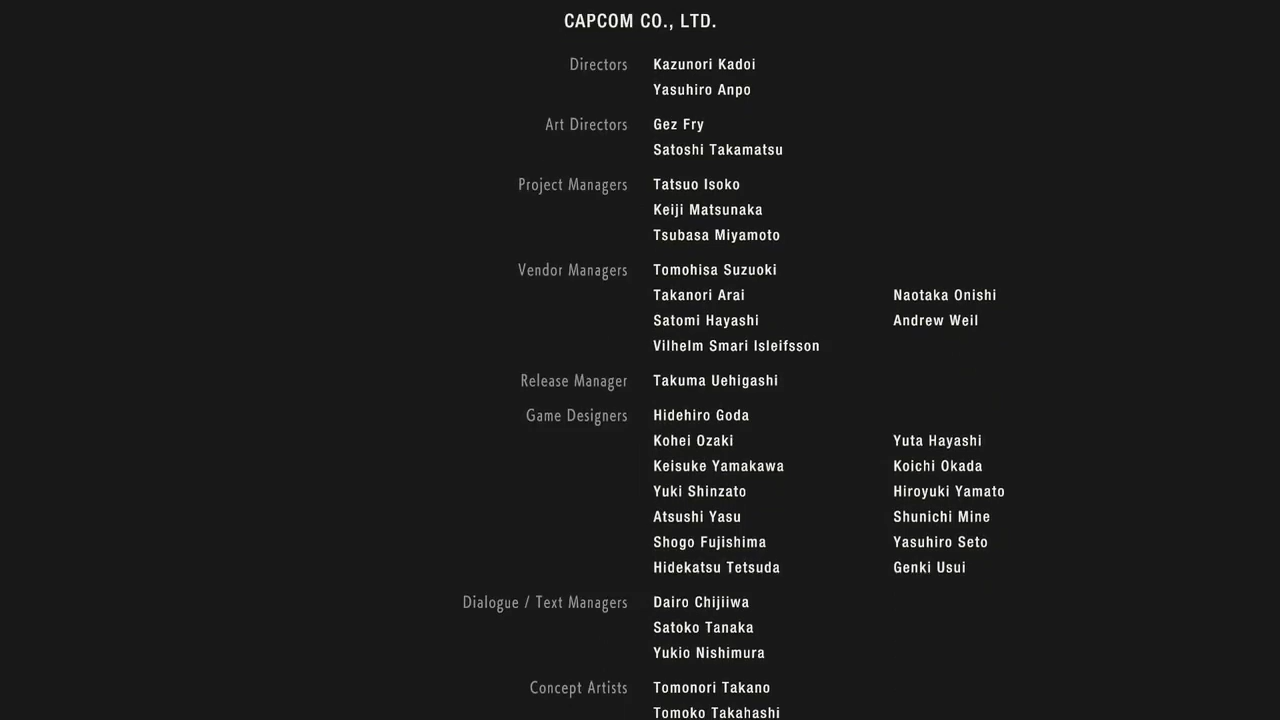 CAPCOM CO., LTD.
Directors Kazunori Kadoi
Yasuhiro Anpo
Art Directors Gez Fry
Satoshi Takamatsu
Project Managers Tatsuo Isoko
Keiji Matsunaka
Tsubasa Miyamoto
Vendor Managers Tomohisa Suzuoki
Takanori Arai Naotaka Onishi
Satomi Hayashi Andrew Weil
Vilhelm Smari Isleifsson
Release Manager Takuma Uehigashi
Game Designers Hidehiro Goda
Kohei Ozaki Yuta Hayashi
Keisuke Yamakawa Koichi Okada
Yuki Shinzato Hiroyuki Yamato
Atsushi Yasu Shunichi Mine
Shogo Fujishima Yasuhiro Seto
Hidekatsu Tetsuda Genki Usui
Dialogue / Text Managers Dairo Chijiiwa
Satoko Tanaka
Yukio Nishimura
Concept Artists Tomonori Takano
Tomoko Takahashi